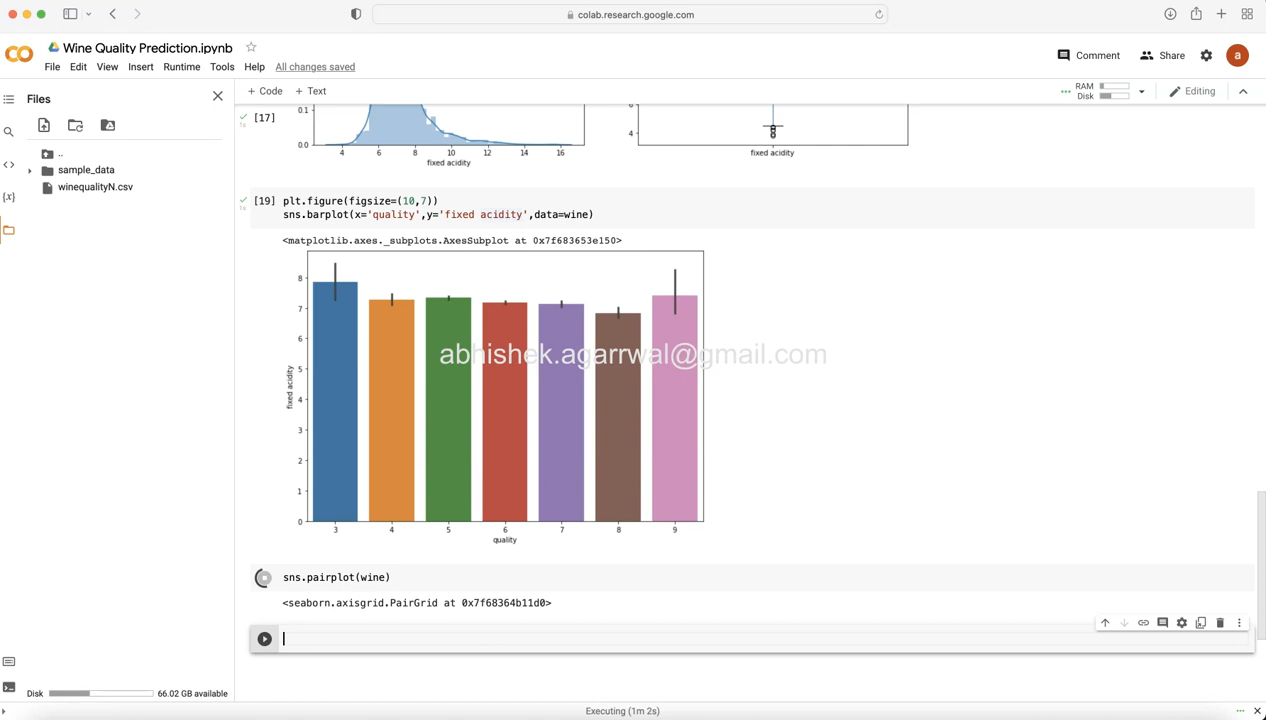 colab.research.google.com
Wine Quality Prediction.ipynb
File Edit View Insert Runtime Tools Help All changes saved
Comment Share a
Files
+ Code + Text
RAM
Disk
Editing
..
sample_data
winequalityN.csv
{x}
[17]
0.1
0.0
4 6 8 10 12 14 16
fixed acidity
6
4
fixed acidity
[19] plt.figure(figsize=(10,7))
sns.barplot(x='quality',y='fixed acidity',data=wine)
<matplotlib.axes._subplots.AxesSubplot at 0x7f683653e150>
8
7
6
5
4
3
2
1
0
fixed acidity
3 4 5 6 7 8 9
quality
abhishek.agarrwal@gmail.com
sns.pairplot(wine)
<seaborn.axisgrid.PairGrid at 0x7f68364b11d0>
Disk 66.02 GB available
Executing (1m 2s)